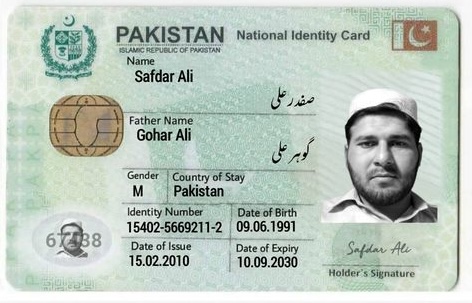 PAKISTAN National Identity Card
ISLAMIC REPUBLIC OF PAKISTAN
Name
Safdar Ali
صفدر علی
Father Name
Gohar Ali
گوہر علی
Gender Country of Stay
M Pakistan
Identity Number Date of Birth
15402-5669211-2 09.06.1991
Date of Issue Date of Expiry
15.02.2010 10.09.2030
Safdar Ali
Holder's Signature